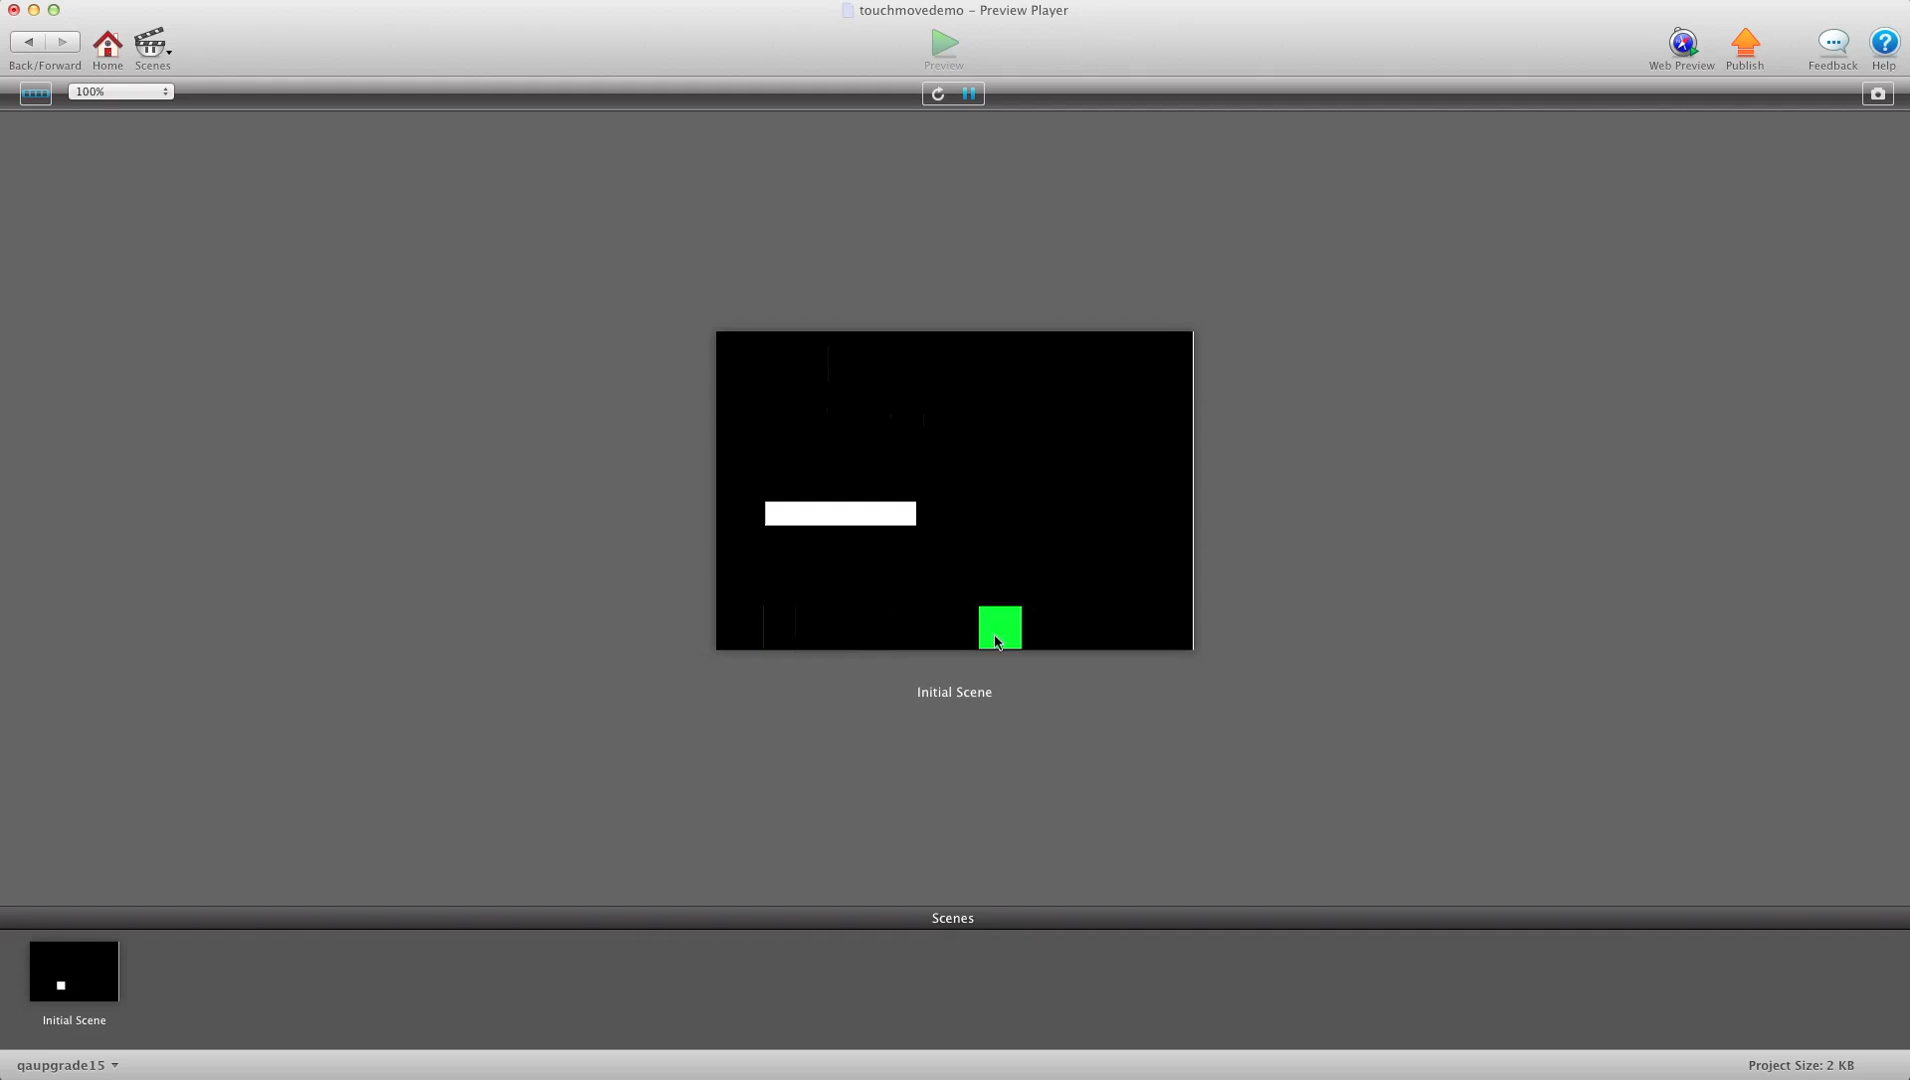 touchmovedemo – Preview Player
Back/Forward
Home
Scenes
Preview
Web Preview
Publish
Feedback
Help
100%
Initial Scene
Scenes
Initial Scene
qaupgrade15
Project Size: 2 KB